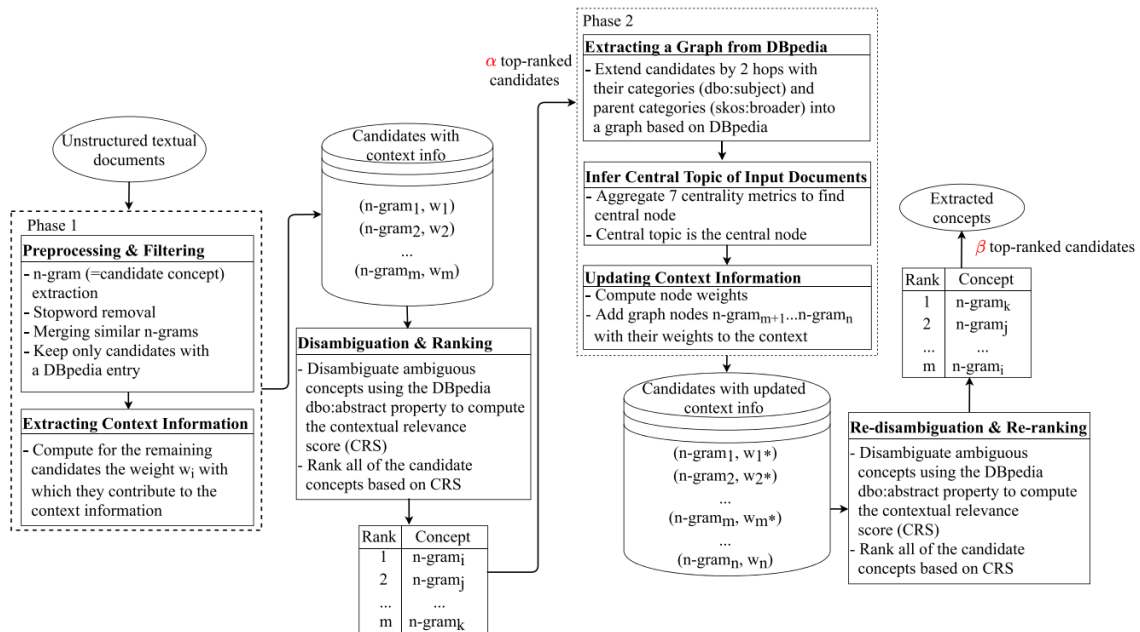 Unstructured textual
documents
Phase 1
Preprocessing & Filtering
- n-gram (=candidate concept)
extraction
- Stopword removal
- Merging similar n-grams
- Keep only candidates with
a DBpedia entry
Extracting Context Information
- Compute for the remaining
candidates the weight wi with
which they contribute to the
context information
Candidates with
context info
(n-gram1, w1)
(n-gram2, w2)
...
(n-gramm, wm)
Disambiguation & Ranking
- Disambiguate ambiguous
concepts using the DBpedia
dbo:abstract property to compute
the contextual relevance
score (CRS)
- Rank all of the candidate
concepts based on CRS
Rank Concept
1 n-grami
2 n-gramj
... ...
m n-gramk
α top-ranked
candidates
Phase 2
Extracting a Graph from DBpedia
- Extend candidates by 2 hops with
their categories (dbo:subject) and
parent categories (skos:broader) into
a graph based on DBpedia
Infer Central Topic of Input Documents
- Aggregate 7 centrality metrics to find
central node
- Central topic is the central node
Updating Context Information
- Compute node weights
- Add graph nodes n-gramm+1...n-gramn
with their weights to the context
Candidates with updated
context info
(n-gram1, w1*)
(n-gram2, w2*)
...
(n-gramm, wm*)
...
(n-gramn, wn)
Re-disambiguation & Re-ranking
- Disambiguate ambiguous
concepts using the DBpedia
dbo:abstract property to compute
the contextual relevance
score (CRS)
- Rank all of the candidate
concepts based on CRS
Rank Concept
1 n-gramk
2 n-gramj
... ...
m n-grami
β top-ranked candidates
Extracted
concepts